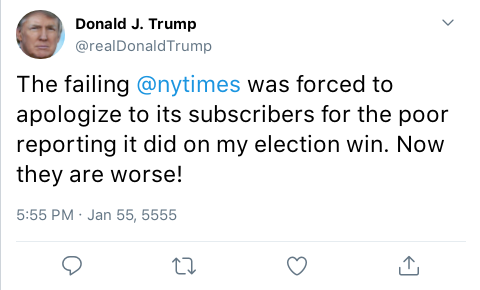 Donald J. Trump
@realDonaldTrump
The failing @nytimes was forced to
apologize to its subscribers for the poor
reporting it did on my election win. Now
they are worse!
5:55 PM · Jan 55, 5555